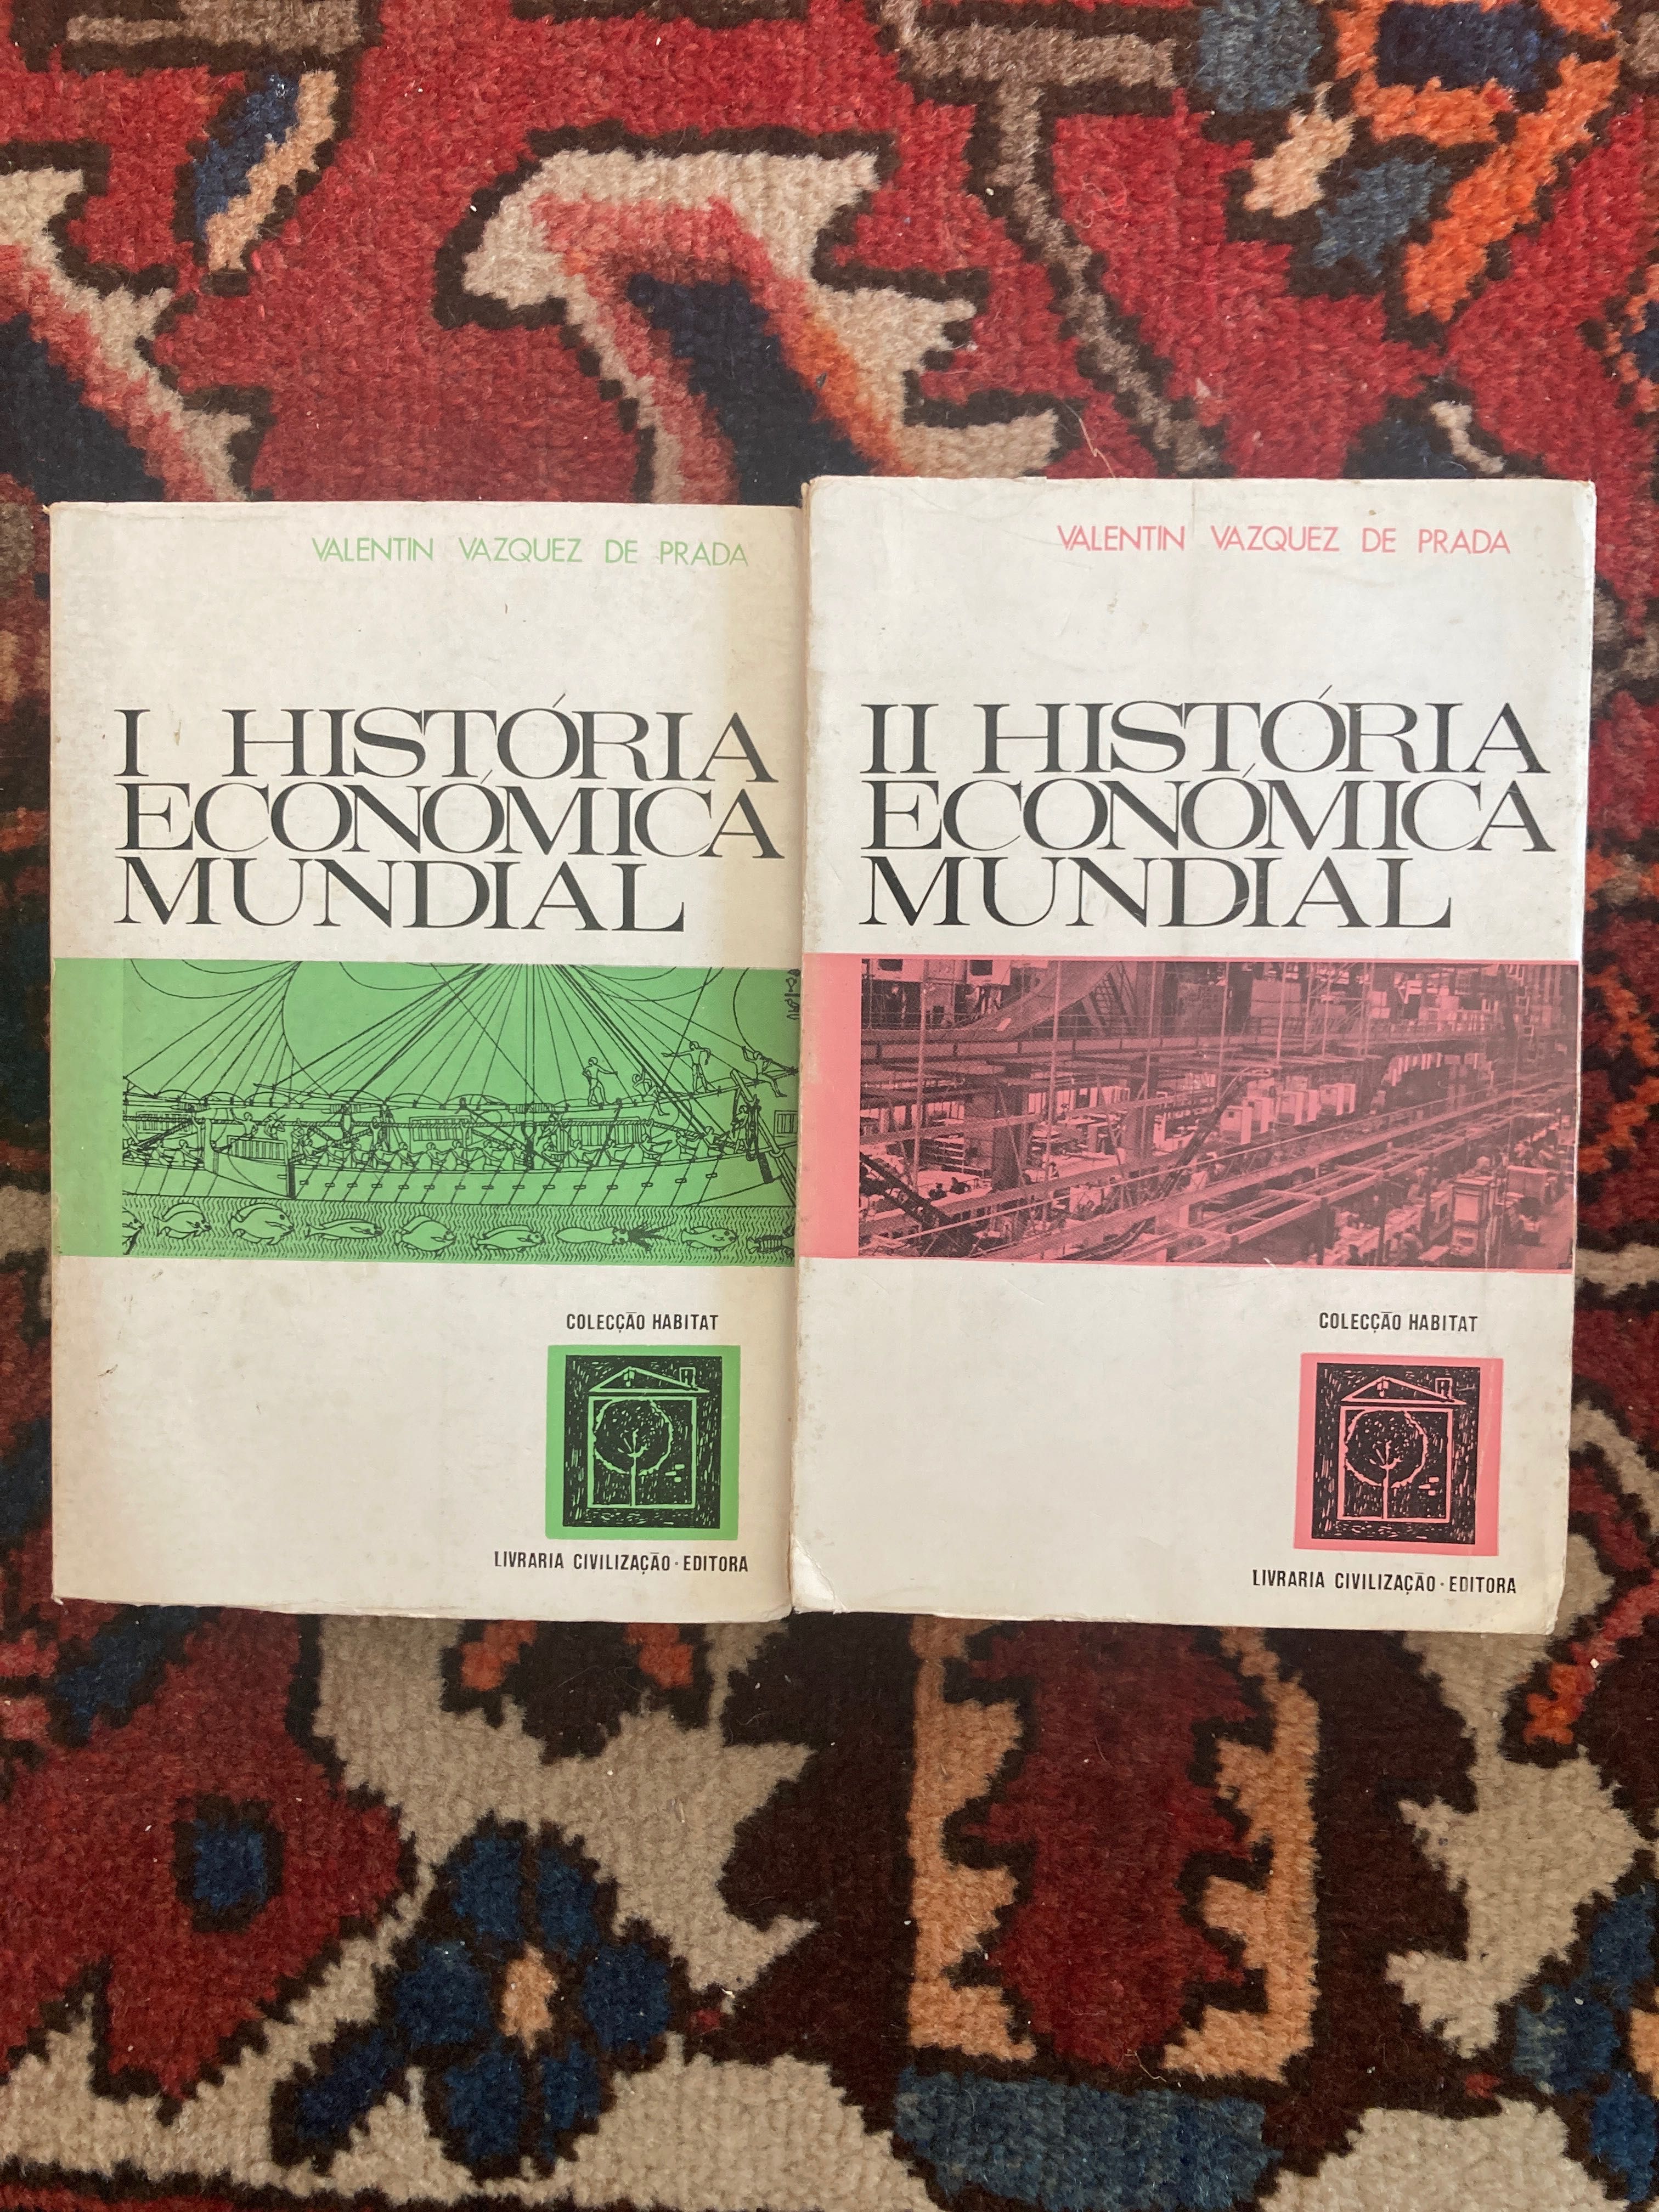 VALENTIN VAZQUEZ DE PRADA
I HISTÓRIA
ECONÓMICA
MUNDIAL
COLECÇÃO HABITAT
LIVRARIA CIVILIZAÇÃO · EDITORA
VALENTIN VAZQUEZ DE PRADA
II HISTÓRIA
ECONÓMICA
MUNDIAL
COLECÇÃO HABITAT
LIVRARIA CIVILIZAÇÃO · EDITORA